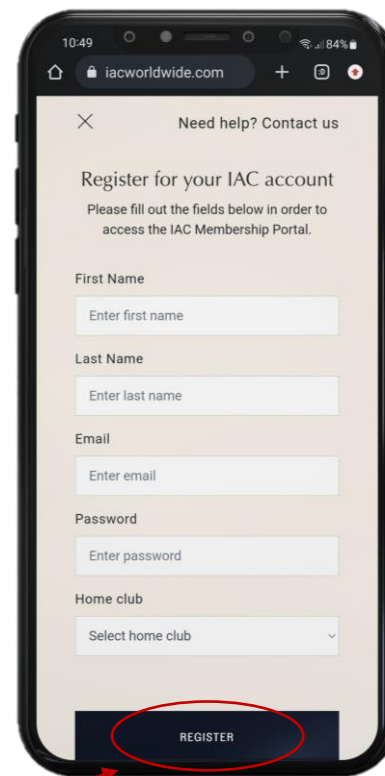 10:49
84%
iacworldwide.com
Need help? Contact us
Register for your IAC account
Please fill out the fields below in order to
access the IAC Membership Portal.
First Name
Enter first name
Last Name
Enter last name
Email
Enter email
Password
Enter password
Home club
Select home club
REGISTER